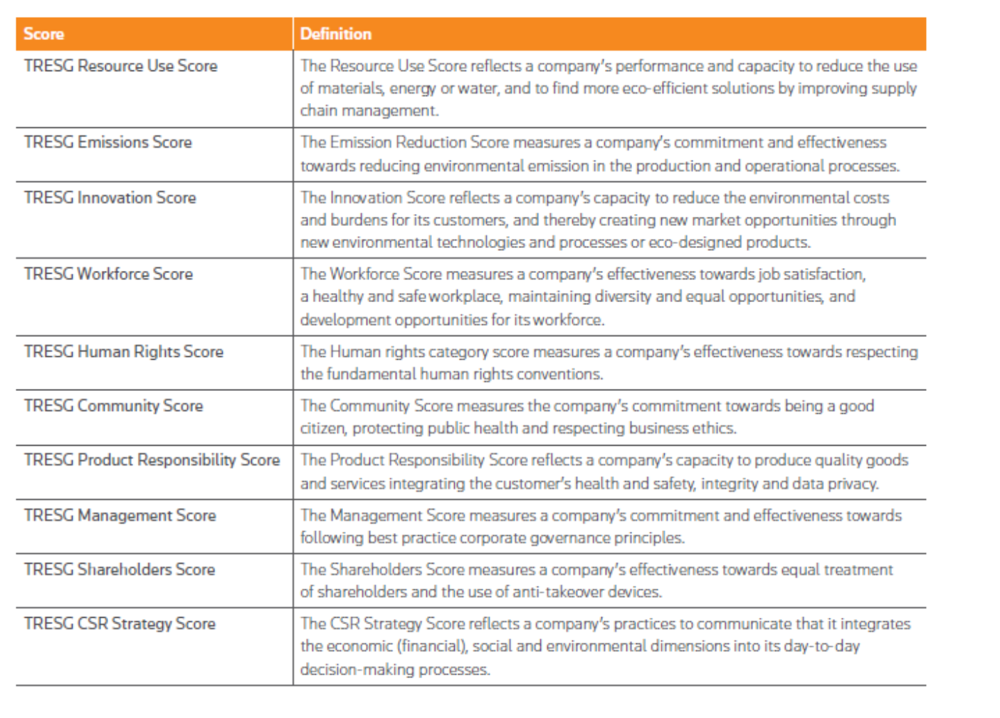 Score Definition
TRESG Resource Use Score The Resource Use Score reflects a company's performance and capacity to reduce the use
of materials, energy or water, and to find more eco-efficient solutions by improving supply
chain management.
TRESG Emissions Score The Emission Reduction Score measures a company's commitment and effectiveness
towards reducing environmental emission in the production and operational processes.
TRESG Innovation Score The Innovation Score reflects a company's capacity to reduce the environmental costs
and burdens for its customers, and thereby creating new market opportunities through
new environmental technologies and processes or eco-designed products.
TRESG Workforce Score The Workforce Score measures a company's effectiveness towards job satisfaction,
a healthy and safe workplace, maintaining diversity and equal opportunities, and
development opportunities for its workforce.
TRESG Human Rights Score The Human rights category score measures a company's effectiveness towards respecting
the fundamental human rights conventions.
TRESG Community Score The Community Score measures the company's commitment towards being a good
citizen, protecting public health and respecting business ethics.
TRESG Product Responsibility Score The Product Responsibility Score reflects a company's capacity to produce quality goods
and services integrating the customer's health and safety, integrity and data privacy.
TRESG Management Score The Management Score measures a company's commitment and effectiveness towards
following best practice corporate governance principles.
TRESG Shareholders Score The Shareholders Score measures a company's effectiveness towards equal treatment
of shareholders and the use of anti-takeover devices.
TRESG CSR Strategy Score The CSR Strategy Score reflects a company's practices to communicate that it integrates
the economic (financial), social and environmental dimensions into its day-to-day
decision-making processes.